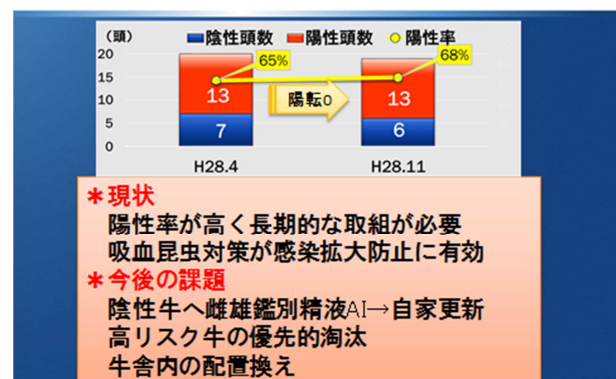 （頭）
陰性頭数 陽性頭数 陽性率
20
15
10
5
0
65%
68%
13
陽転0
13
7
6
H28.4
H28.11
＊現状
陽性率が高く長期的な取組が必要
吸血昆虫対策が感染拡大防止に有効
＊今後の課題
陰性牛へ雌雄鑑別精液AI→自家更新
高リスク牛の優先的淘汰
牛舎内の配置換え